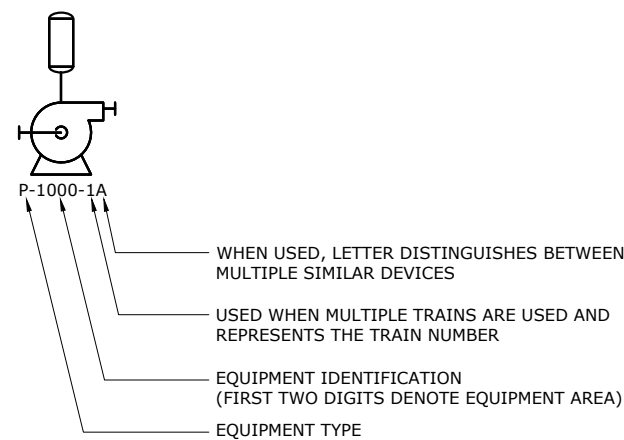 P-1000-1A
WHEN USED, LETTER DISTINGUISHES BETWEEN
MULTIPLE SIMILAR DEVICES
USED WHEN MULTIPLE TRAINS ARE USED AND
REPRESENTS THE TRAIN NUMBER
EQUIPMENT IDENTIFICATION
(FIRST TWO DIGITS DENOTE EQUIPMENT AREA)
EQUIPMENT TYPE